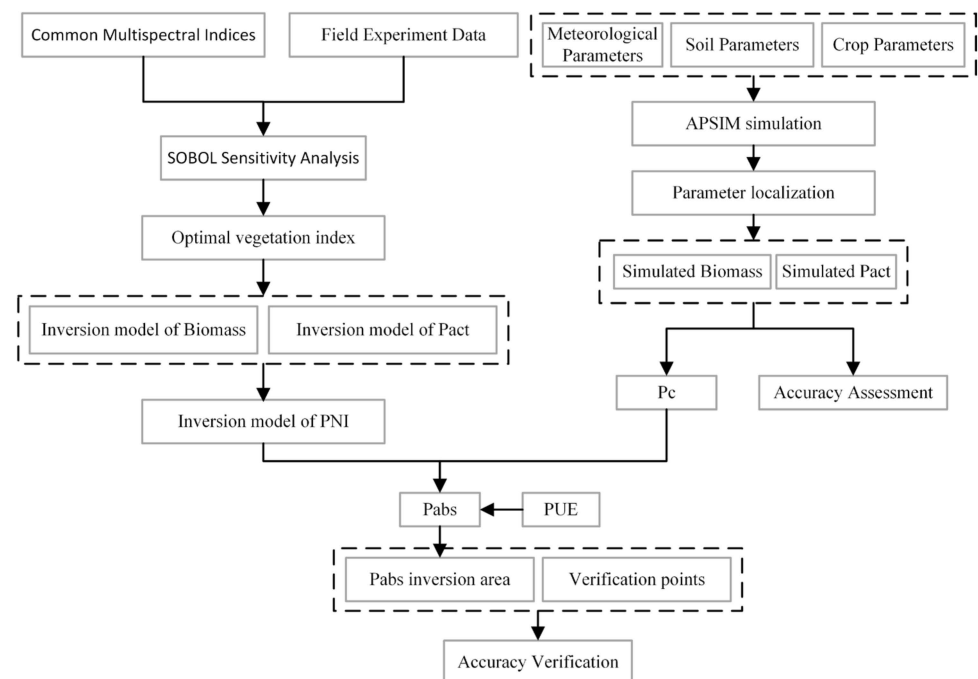 Common Multispectral Indices
Field Experiment Data
Meteorological
Parameters
Soil Parameters
Crop Parameters
APSIM simulation
SOBOL Sensitivity Analysis
Parameter localization
Optimal vegetation index
Simulated Biomass
Simulated Pact
Inversion model of Biomass
Inversion model of Pact
Pc
Accuracy Assessment
Inversion model of PNI
Pabs
PUE
Pabs inversion area
Verification points
Accuracy Verification